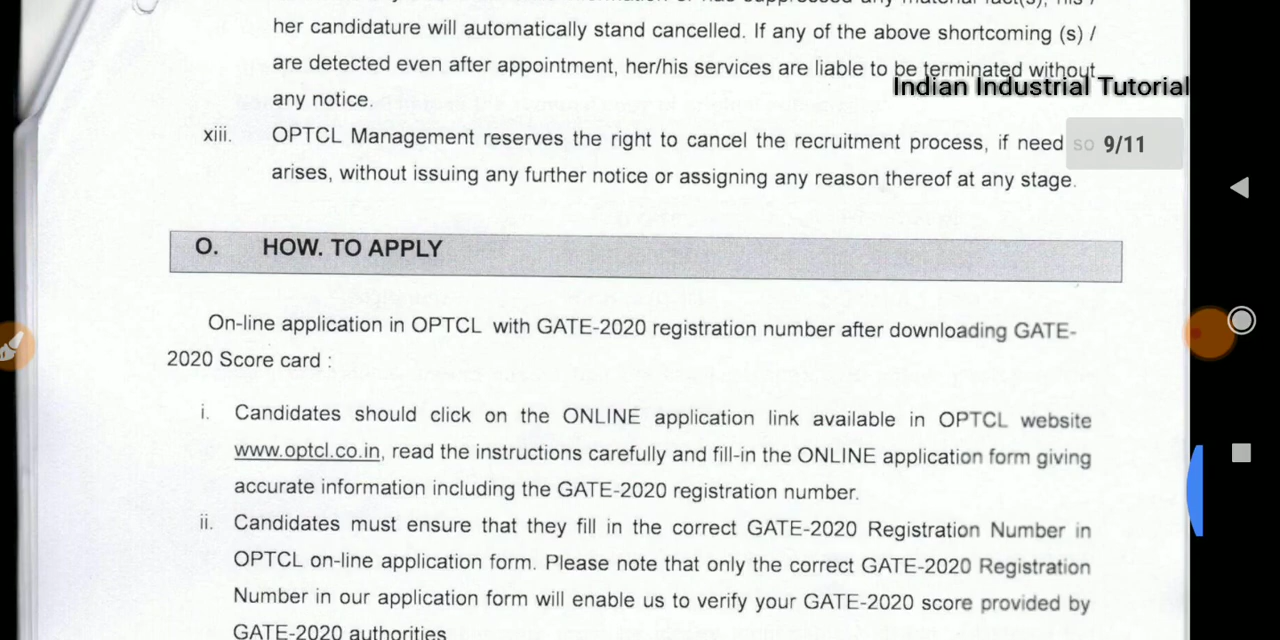 her candidature will automatically stand cancelled. If any of the above shortcoming (s) /
are detected even after appointment, her/his services are liable to be terminated without
any notice.
Indian Industrial Tutorial
xiii. OPTCL Management reserves the right to cancel the recruitment process, if need so
9/11
arises, without issuing any further notice or assigning any reason thereof at any stage.
O. HOW. TO APPLY
On-line application in OPTCL with GATE-2020 registration number after downloading GATE-
2020 Score card :
i. Candidates should click on the ONLINE application link available in OPTCL website
www.optcl.co.in, read the instructions carefully and fill-in the ONLINE application form giving
accurate information including the GATE-2020 registration number.
ii. Candidates must ensure that they fill in the correct GATE-2020 Registration Number in
OPTCL on-line application form. Please note that only the correct GATE-2020 Registration
Number in our application form will enable us to verify your GATE-2020 score provided by
GATE-2020 authorities